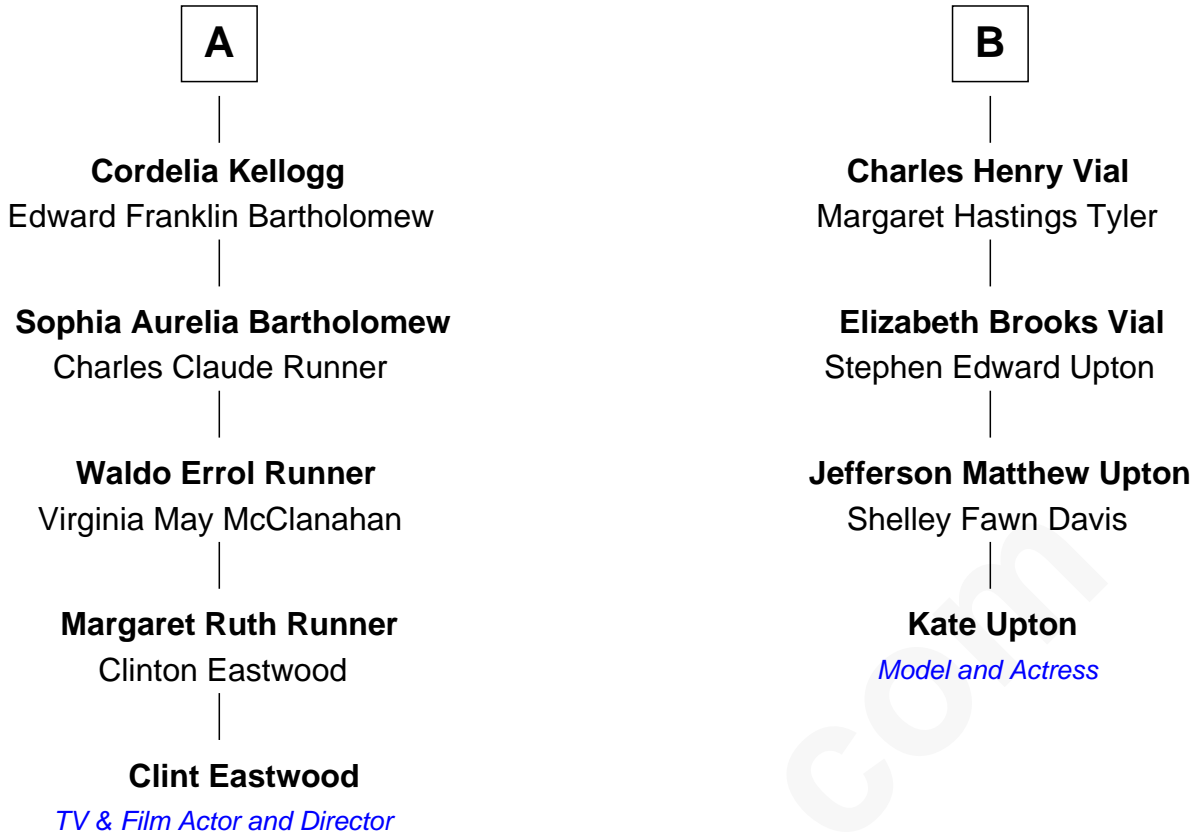 A
Cordelia Kellogg
Edward Franklin Bartholomew
Sophia Aurelia Bartholomew
Charles Claude Runner
Waldo Errol Runner
Virginia May McClanahan
Margaret Ruth Runner
Clinton Eastwood
Clint Eastwood
TV & Film Actor and Director
B
Charles Henry Vial
Margaret Hastings Tyler
Elizabeth Brooks Vial
Stephen Edward Upton
Jefferson Matthew Upton
Shelley Fawn Davis
Kate Upton
Model and Actress
com